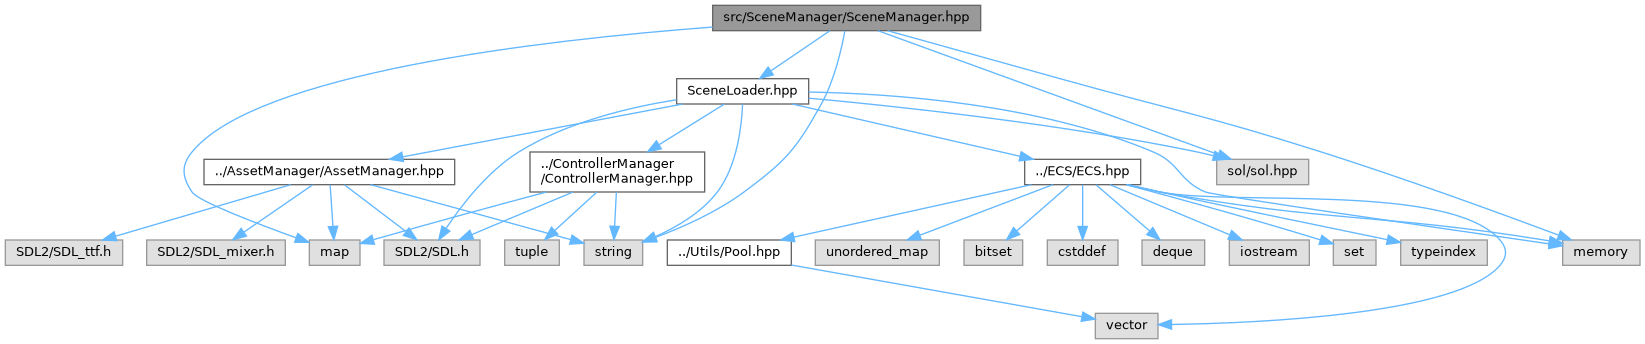 src/SceneManager/SceneManager.hpp
SceneLoader.hpp
../AssetManager/AssetManager.hpp
../ControllerManager
/ControllerManager.hpp
../ECS/ECS.hpp
sol/sol.hpp
SDL2/SDL_ttf.h
SDL2/SDL_mixer.h
map
SDL2/SDL.h
tuple
string
../Utils/Pool.hpp
unordered_map
bitset
cstddef
deque
iostream
set
typeindex
memory
vector